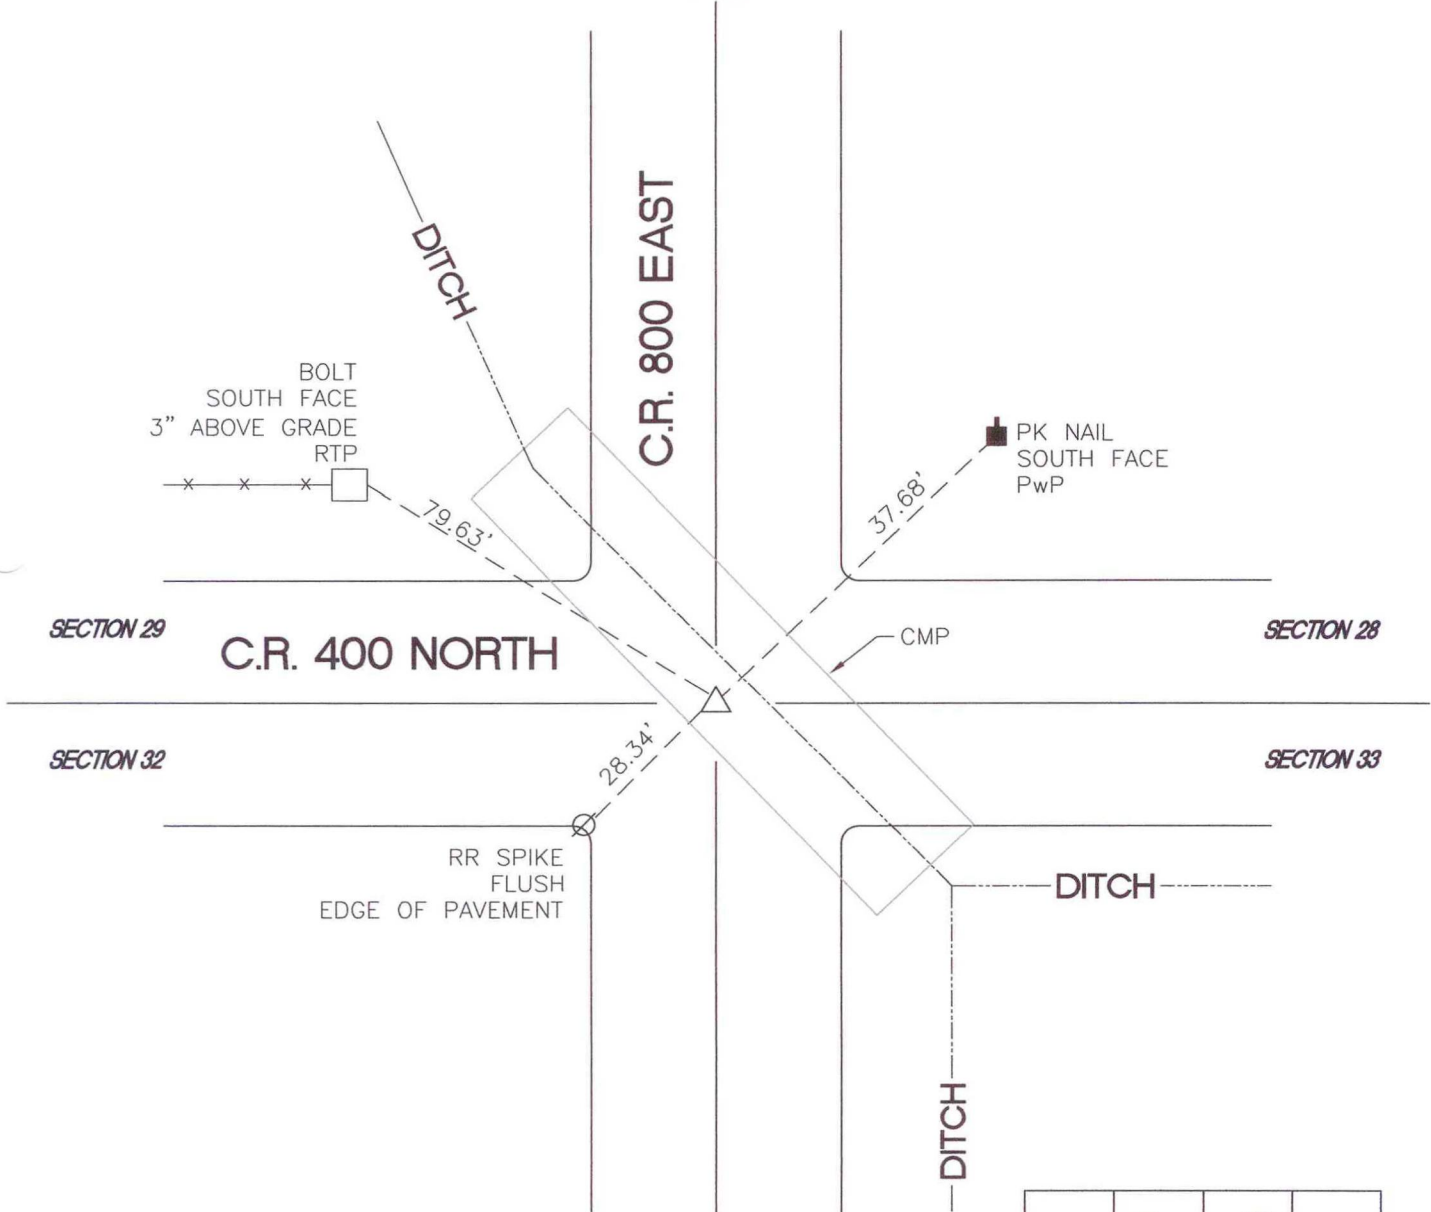 C.R. 800 EAST
DITCH
BOLT
SOUTH FACE
3” ABOVE GRADE
RTP
79.63’
37.68’
PK NAIL
SOUTH FACE
PwP
SECTION 29
C.R. 400 NORTH
CMP
SECTION 28
SECTION 32
28.34’
SECTION 33
RR SPIKE
FLUSH
EDGE OF PAVEMENT
DITCH
DITCH